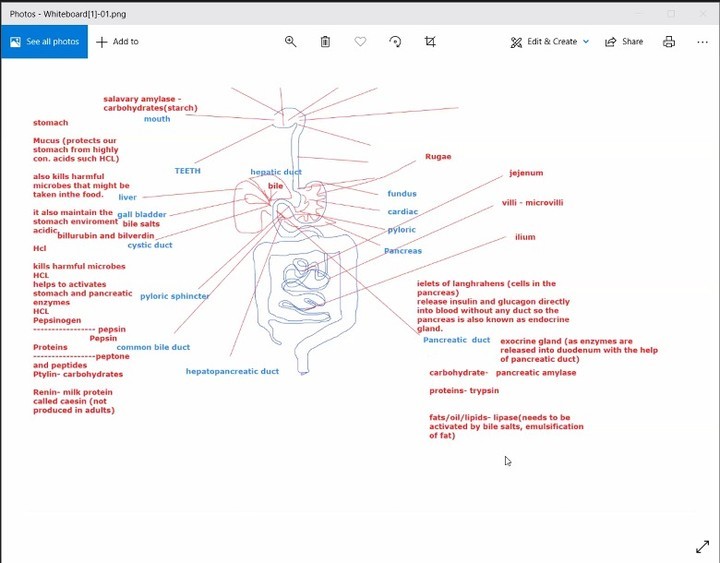 Photos - Whiteboard[1]-01.png
See all photos
Add to
Edit & Create
Share
salavary amylase -
carbohydrates(starch)
mouth
stomach
Mucus (protects our
stomach from highly
con. acids such HCL)
also kills harmful
microbes that might be
taken inthe food.
it also maintain the
stomach enviroment
acidic.
Hcl
kills harmful microbes
HCL
helps to activates
stomach and pancreatic
enzymes
HCL
Pepsinogen
----------------- pepsin
Pepsin
Proteins
-----------------peptone
and peptides
Ptylin- carbohydrates
Renin- milk protein
called caesin (not
produced in adults)
TEETH
hepatic duct
bile
liver
gall bladder
bile salts
billurubin and bilverdin
cystic duct
pyloric sphincter
common bile duct
hepatopancreatic duct
Rugae
fundus
cardiac
pyloric
Pancreas
jejenum
villi - microvilli
ilium
ielets of langhrahens (cells in the
pancreas)
release insulin and glucagon directly
into blood without any duct so the
pancreas is also known as endocrine
gland.
Pancreatic duct
exocrine gland (as enzymes are
released into duodenum with the help
of pancreatic duct)
carbohydrate- pancreatic amylase
proteins- trypsin
fats/oil/lipids- lipase(needs to be
activated by bile salts, emulsification
of fat)